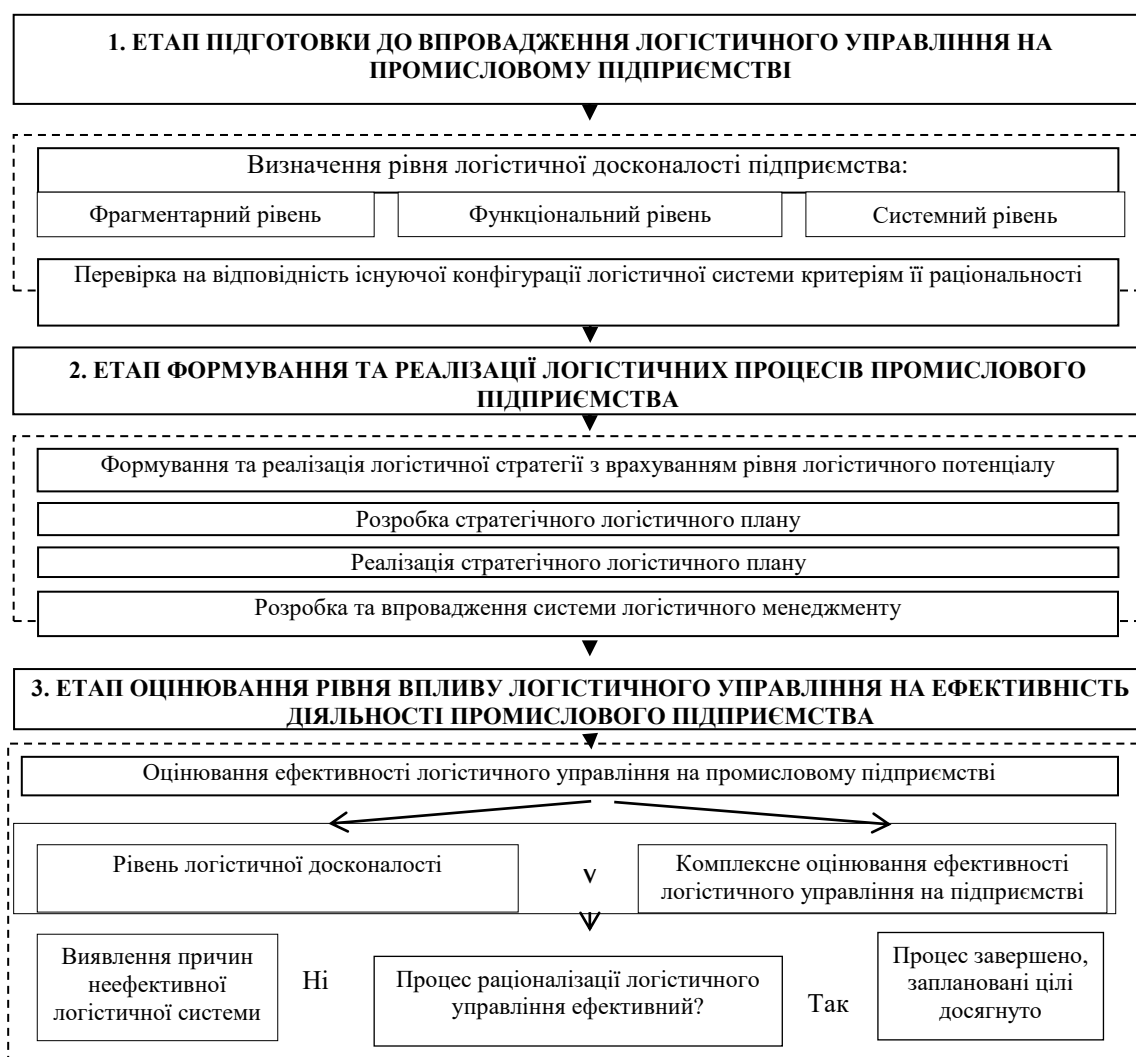 1. ЕТАП ПІДГОТОВКИ ДО ВПРОВАДЖЕННЯ ЛОГІСТИЧНОГО УПРАВЛІННЯ НА
ПРОМИСЛОВОМУ ПІДПРИЄМСТВІ
Визначення рівня логістичної досконалості підприємства:
Фрагментарний рівень
Функціональний рівень
Системний рівень
Перевірка на відповідність існуючої конфігурації логістичної системи критеріям її раціональності
2. ЕТАП ФОРМУВАННЯ ТА РЕАЛІЗАЦІЇ ЛОГІСТИЧНИХ ПРОЦЕСІВ ПРОМИСЛОВОГО
ПІДПРИЄМСТВА
Формування та реалізація логістичної стратегії з врахуванням рівня логістичного потенціалу
Розробка стратегічного логістичного плану
Реалізація стратегічного логістичного плану
Розробка та впровадження системи логістичного менеджменту
3. ЕТАП ОЦІНЮВАННЯ РІВНЯ ВПЛИВУ ЛОГІСТИЧНОГО УПРАВЛІННЯ НА ЕФЕКТИВНІСТЬ
ДІЯЛЬНОСТІ ПРОМИСЛОВОГО ПІДПРИЄМСТВА
Оцінювання ефективності логістичного управління на промисловому підприємстві
Рівень логістичної досконалості
v
Комплексне оцінювання ефективності
логістичного управління на підприємстві
Виявлення причин
неефективної
логістичної системи
Ні
Процес раціоналізації логістичного
управління ефективний?
Так
Процес завершено,
заплановані цілі
досягнуто